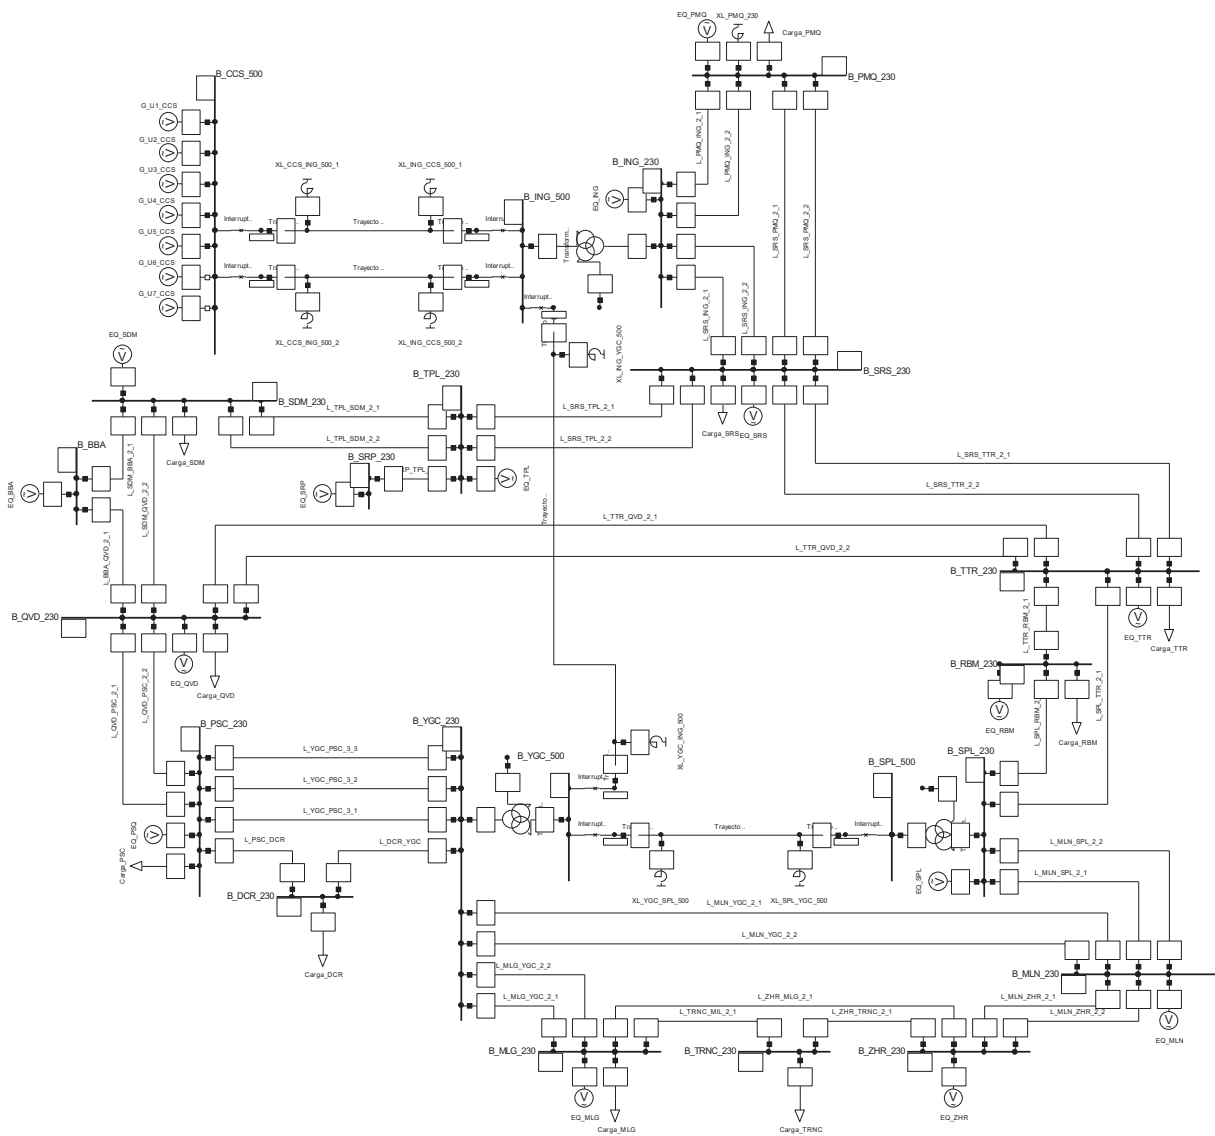 EQ_PMQ
XL_PMQ_230
Carga_PMQ
B_CCS_500
B_PMQ_230
G_U1_CCS
G_U2_CCS
G_U3_CCS
G_U4_CCS
G_U5_CCS
G_U6_CCS
G_U7_CCS
L_PMQ_ING_2_1
L_PMQ_ING_2_2
XL_CCS_ING_500_1
XL_ING_CCS_500_1
B_ING_230
EQ_ING
B_ING_500
L_SRS_PMQ_2_1
L_SRS_PMQ_2_2
Interrupt..
Trayecto ..
Interrupt..
Transform..
Interrupt..
Trayecto ..
Interrupt..
Interrupt..
L_SRS_ING_2_1
L_SRS_ING_2_2
XL_CCS_ING_500_2
XL_ING_CCS_500_2
XL_ING_YGC_500
EQ_SDM
B_TPL_230
B_SRS_230
B_SDM_230
L_TPL_SDM_2_1
L_SRS_TPL_2_1
Carga_SRS
EQ_SRS
L_TPL_SDM_2_2
L_SRS_TPL_2_2
B_BBA
Carga_SDM
B_SRP_230
RP_TPL_
EQ_TPL
EQ_BBA
EQ_SRP
L_SDM_BBA_2_1
L_SDM_QVD_2_2
L_SRS_TTR_2_1
L_SRS_TTR_2_2
Trayecto ..
L_TTR_QVD_2_1
L_TTR_QVD_2_2
L_BBA_QVD_2_1
B_TTR_230
B_QVD_230
L_TTR_RBM_2_1
EQ_TTR
Carga_TTR
EQ_QVD
Carga_QVD
B_RBM_230
L_QVD_PSC_2_1
L_QVD_PSC_2_2
L_SPL_RBM_2
L_SPL_TTR_2_1
EQ_RBM
Carga_RBM
B_PSC_230
B_YGC_230
XL_YGC_ING_500
L_YGC_PSC_3_3
B_YGC_500
B_SPL_500
B_SPL_230
L_YGC_PSC_3_2
Interrupt..
L_YGC_PSC_3_1
EQ_PSQ
Interrupt..
Trayecto ..
Interrupt..
L_PSC_DCR
L_DCR_YGC
L_MLN_SPL_2_2
Carga_PSC
EQ_SPL
L_MLN_SPL_2_1
B_DCR_230
XL_YGC_SPL_500
XL_SPL_YGC_500
L_MLN_YGC_2_1
L_MLN_YGC_2_2
Carga_DCR
L_MLG_YGC_2_2
B_MLN_230
L_MLG_YGC_2_1
L_ZHR_MLG_2_1
L_MLN_ZHR_2_1
L_TRNC_MIL_2_1
L_ZHR_TRNC_2_1
L_MLN_ZHR_2_2
EQ_MLN
B_MLG_230
B_TRNC_230
B_ZHR_230
EQ_MLG
Carga_MLG
Carga_TRNC
EQ_ZHR